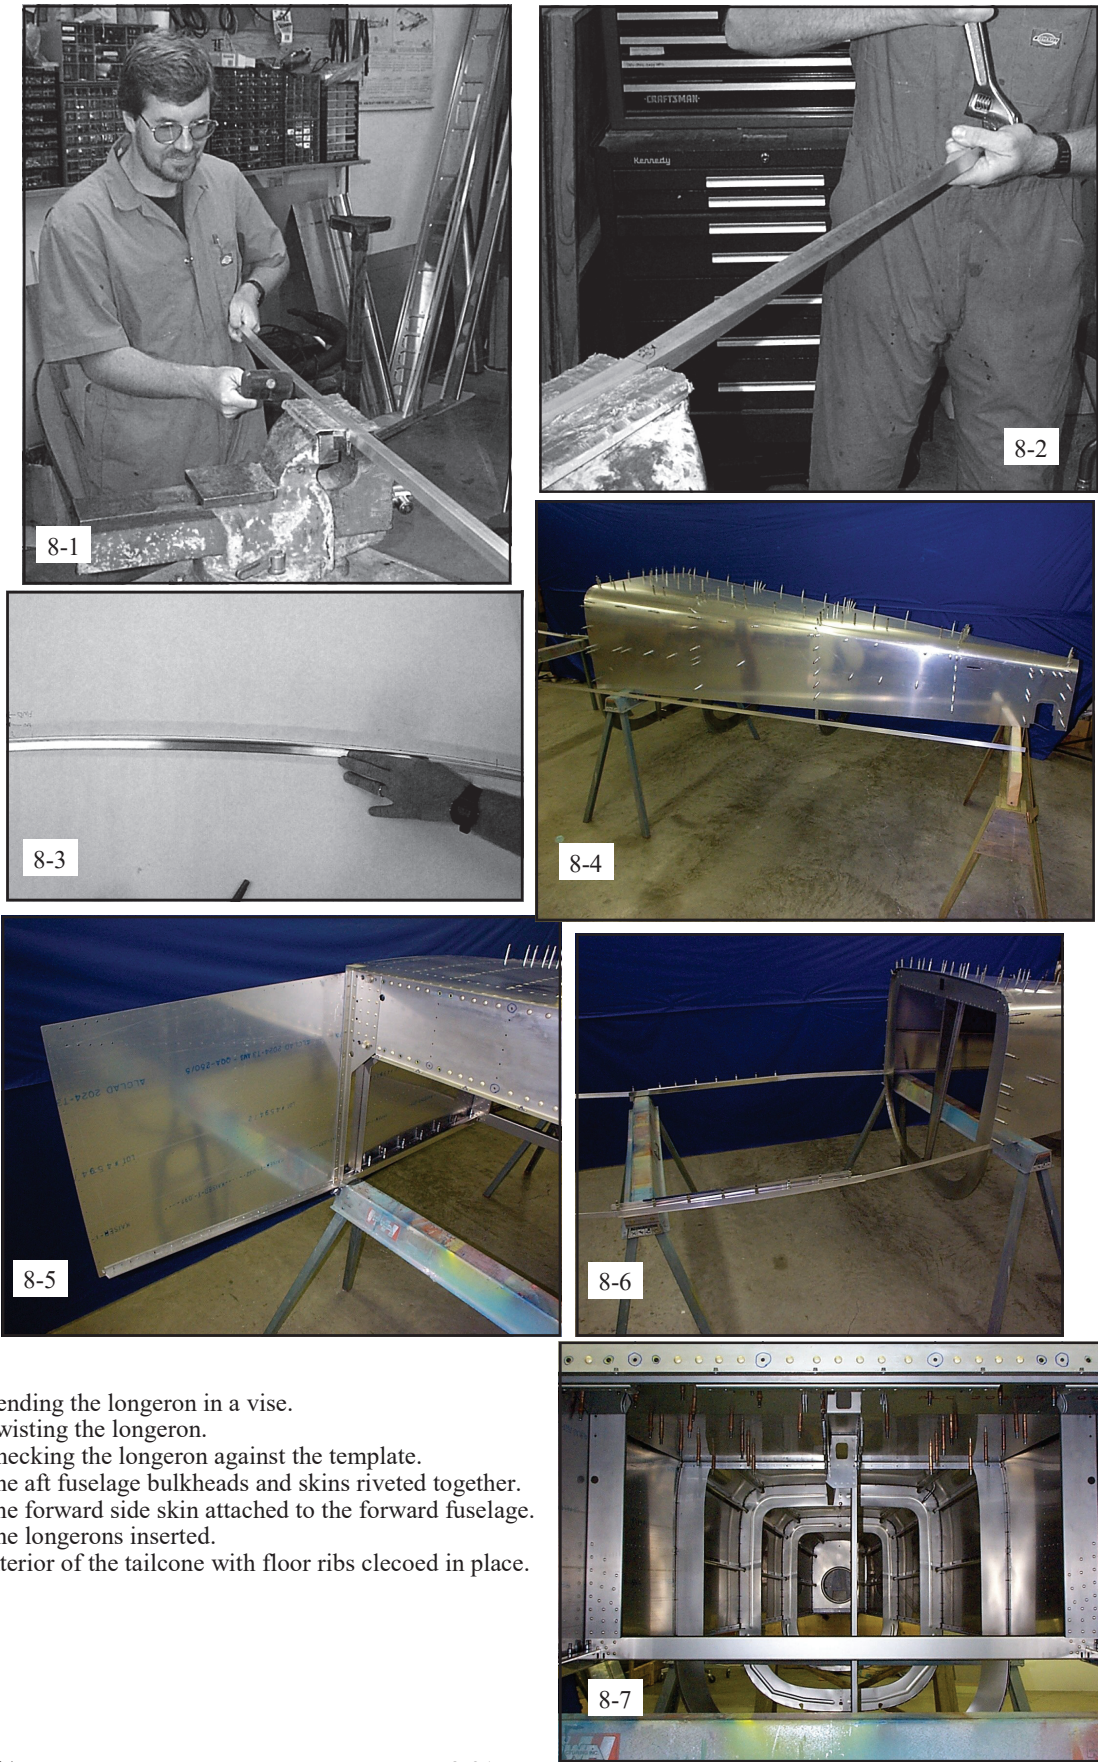 CRAFTSMAN
Kennedy
Dickies
8-1
8-2
8-3
8-4
ALCLAD 2024-T3
8-5
8-6
ending the longeron in a vise.
wisting the longeron.
hecking the longeron against the template.
he aft fuselage bulkheads and skins riveted together.
he forward side skin attached to the forward fuselage.
he longerons inserted.
terior of the tailcone with floor ribs clecoed in place.
8-7